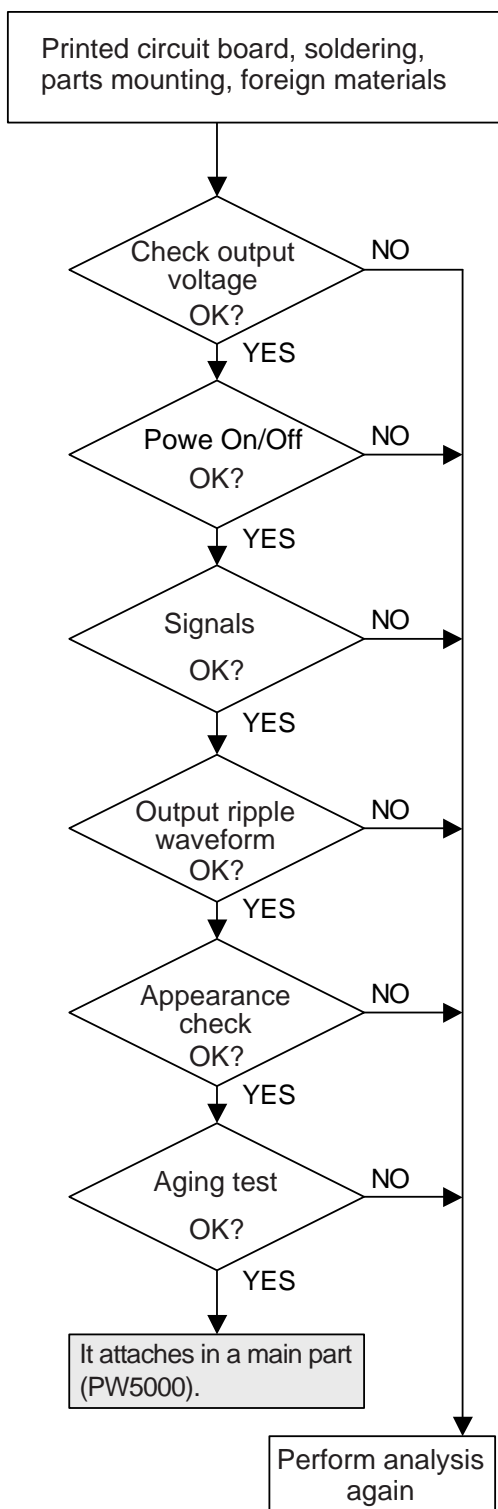 Printed circuit board, soldering,
parts mounting, foreign materials
Check output
voltage
OK?
NO
YES
Powe On/Off
OK?
NO
YES
Signals
OK?
NO
YES
Output ripple
waveform
OK?
NO
YES
Appearance
check
OK?
NO
YES
Aging test
OK?
NO
YES
It attaches in a main part
(PW5000).
Perform analysis
again